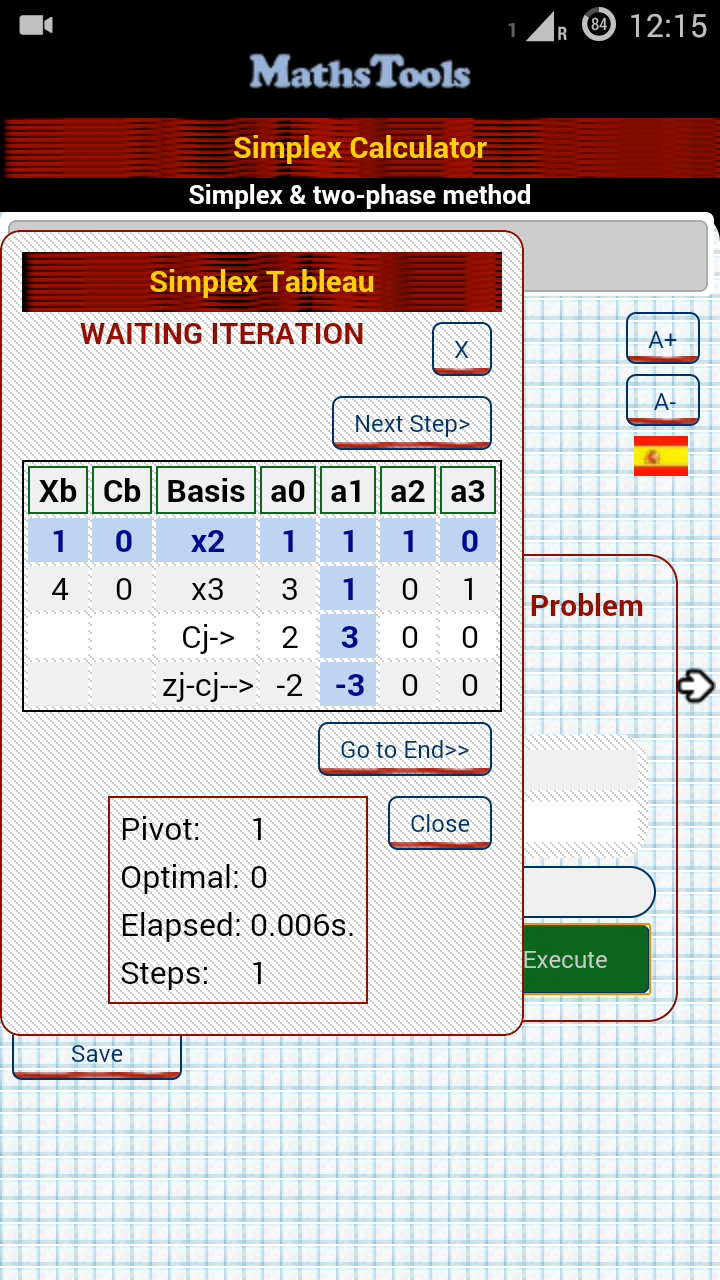 1 R 84 12:15
MathsTools
Simplex Calculator
Simplex & two-phase method
Simplex Tableau
WAITING ITERATION
X
A+
A-
Next Step>
Xb Cb Basis a0 a1 a2 a3
1 0 x2 1 1 1 0
4 0 x3 3 1 0 1
Cj-> 2 3 0 0
zj-cj--> -2 -3 0 0
Problem
Go to End>>
Close
Pivot: 1
Optimal: 0
Elapsed: 0.006s.
Steps: 1
Execute
Save